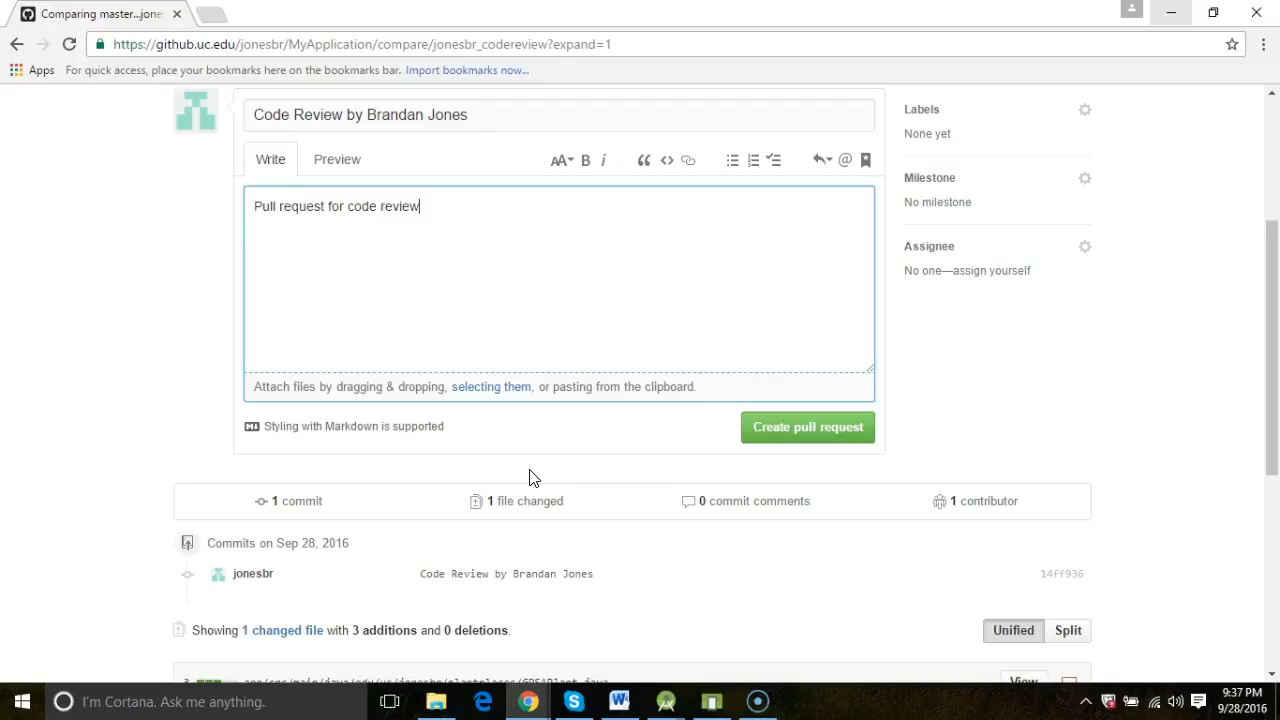 Comparing master...jones
https://github.uc.edu/jonesbr/MyApplication/compare/jonesbr_codereview?expand=1
Apps For quick access, place your bookmarks here on the bookmarks bar. Import bookmarks now...
Code Review by Brandan Jones
Write Preview
AA B i
Pull request for code review
Attach files by dragging & dropping, selecting them, or pasting from the clipboard.
Styling with Markdown is supported
Create pull request
Labels
None yet
Milestone
No milestone
Assignee
No one—assign yourself
1 commit 1 file changed 0 commit comments 1 contributor
Commits on Sep 28, 2016
jonesbr Code Review by Brandan Jones 14ff936
Showing 1 changed file with 3 additions and 0 deletions.
Unified Split
View
I'm Cortana. Ask me anything.
9:37 PM
9/28/2016